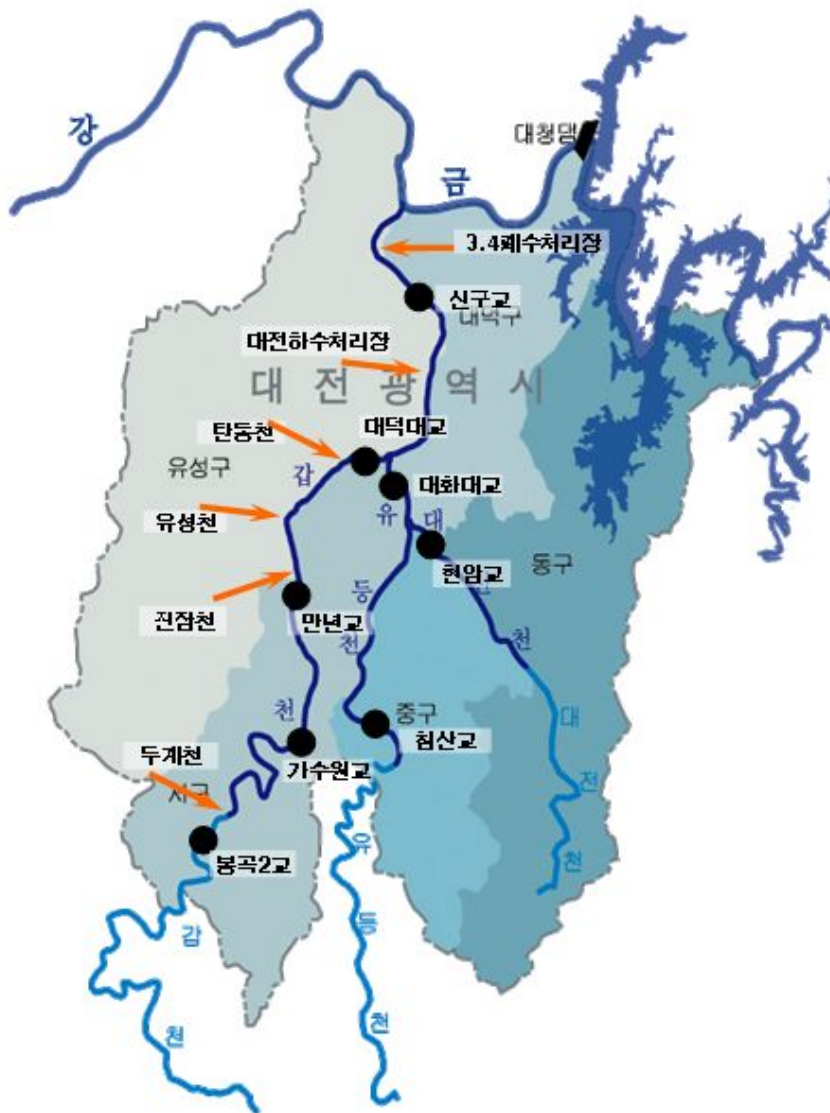 강
대청댐
금
3.4폐수처리장
신구교
대덕구
대전하수처리장
대전광역시
탄동천
대덕대교
유성구
갑
대화대교
유성천
유
대
현암교
동구
진잠천
등
만년교
천
천
중구
대
천
침산교
두계천
가수원교
전
서구
유
봉곡2교
천
갑
등
천
천